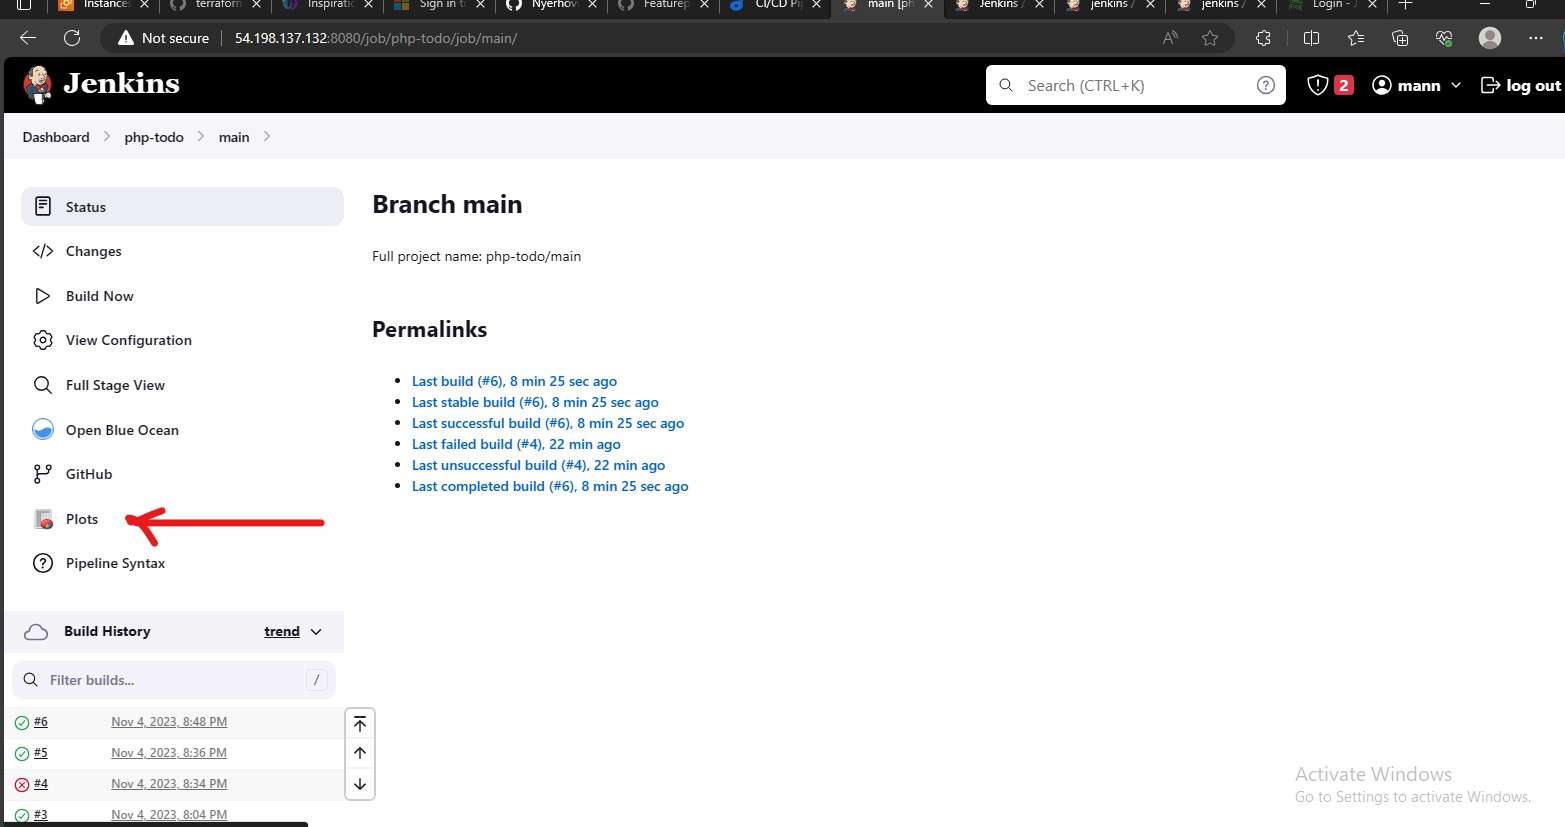 Instances
terraform
Inspiratio
Sign in to
Nyerhov
Featurep
CI/CD Pi
main [ph
Jenkins /
jenkins /
jenkins /
Login - J
Not secure
54.198.137.132:8080/job/php-todo/job/main/
Jenkins
Search (CTRL+K)
?
2
mann
log out
Dashboard
php-todo
main
Status
Changes
Build Now
View Configuration
Full Stage View
Open Blue Ocean
GitHub
Plots
Pipeline Syntax
Branch main
Full project name: php-todo/main
Permalinks
Last build (#6), 8 min 25 sec ago
Last stable build (#6), 8 min 25 sec ago
Last successful build (#6), 8 min 25 sec ago
Last failed build (#4), 22 min ago
Last unsuccessful build (#4), 22 min ago
Last completed build (#6), 8 min 25 sec ago
Build History
trend
Filter builds...
/
#6 Nov 4, 2023, 8:48 PM
#5 Nov 4, 2023, 8:36 PM
#4 Nov 4, 2023, 8:34 PM
#3 Nov 4, 2023, 8:04 PM
Activate Windows
Go to Settings to activate Windows.